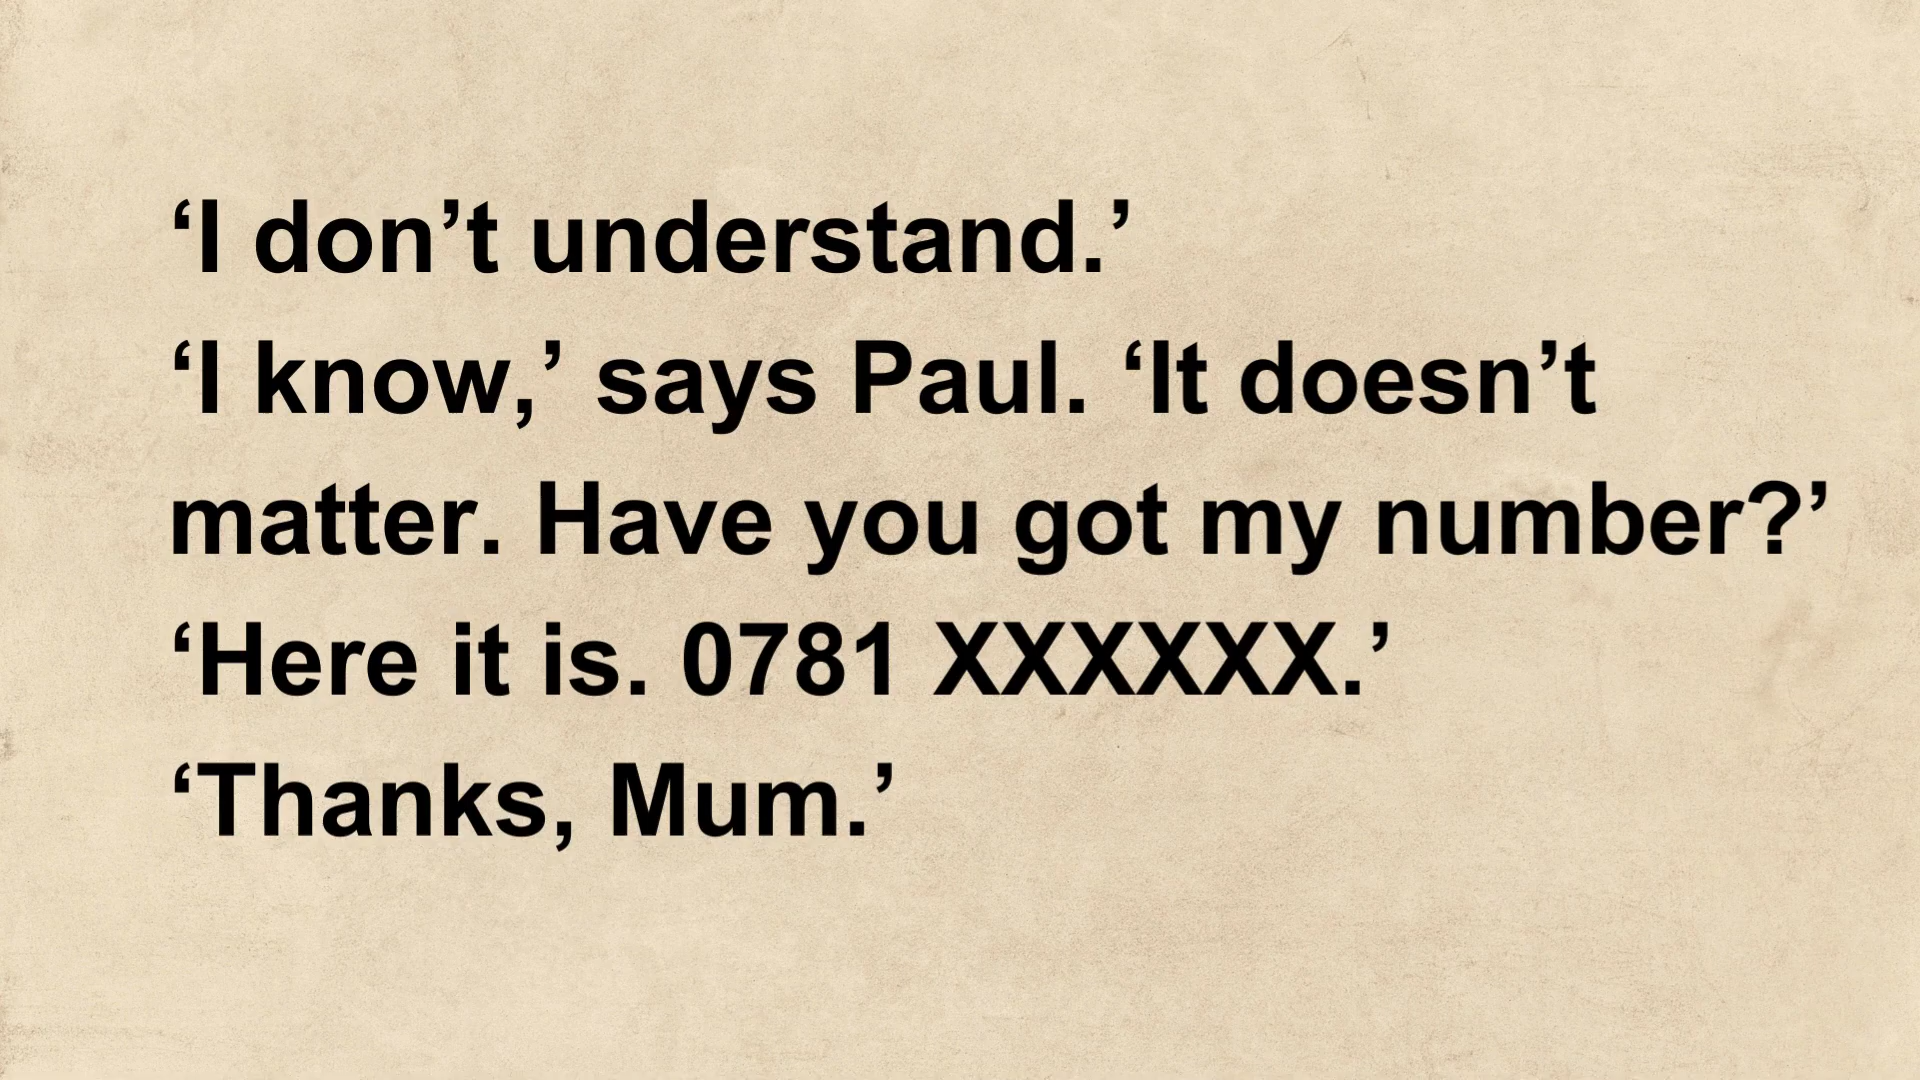 ‘I don’t understand.’
‘I know,’ says Paul. ‘It doesn’t
matter. Have you got my number?’
‘Here it is. 0781 XXXXXX.’
‘Thanks, Mum.’